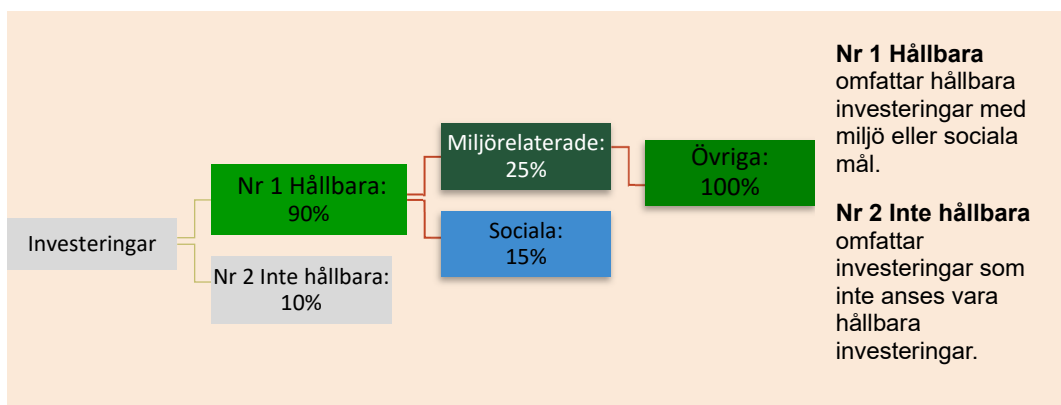 Investeringar
Nr 1 Hållbara:
90%
Nr 2 Inte hållbara:
10%
Miljörelaterade:
25%
Sociala:
15%
Övriga:
100%
Nr 1 Hållbara
omfattar hållbara
investeringar med
miljö eller sociala
mål.
Nr 2 Inte hållbara
omfattar
investeringar som
inte anses vara
hållbara
investeringar.